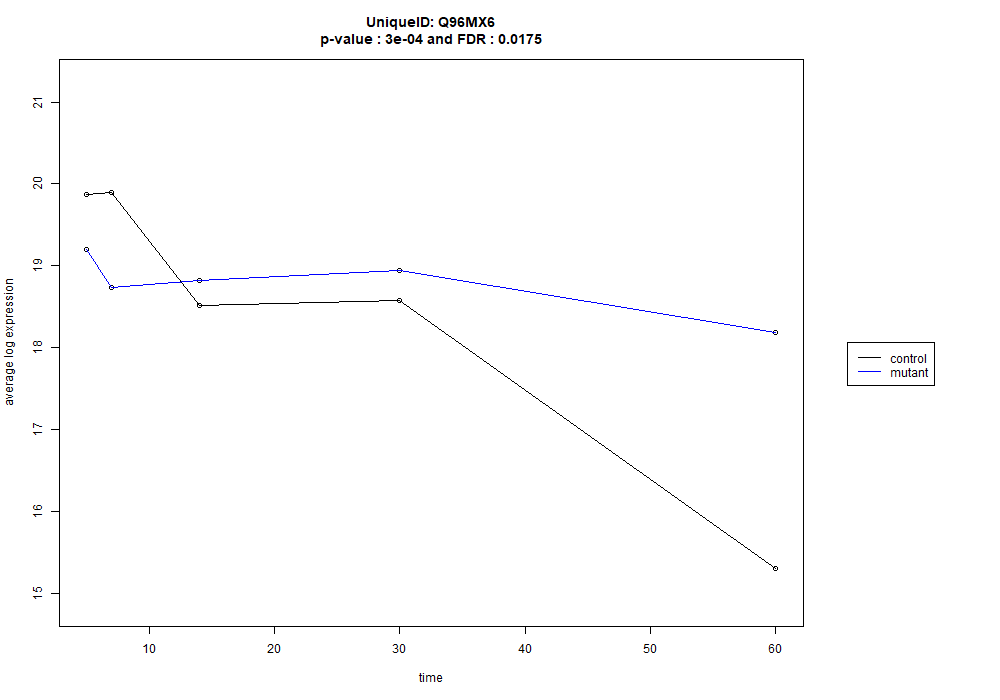 UniqueID: Q96MX6
p-value : 3e-04 and FDR : 0.0175
average log expression
21
20
19
18
17
16
15
10 20 30 40 50 60
time
control
mutant